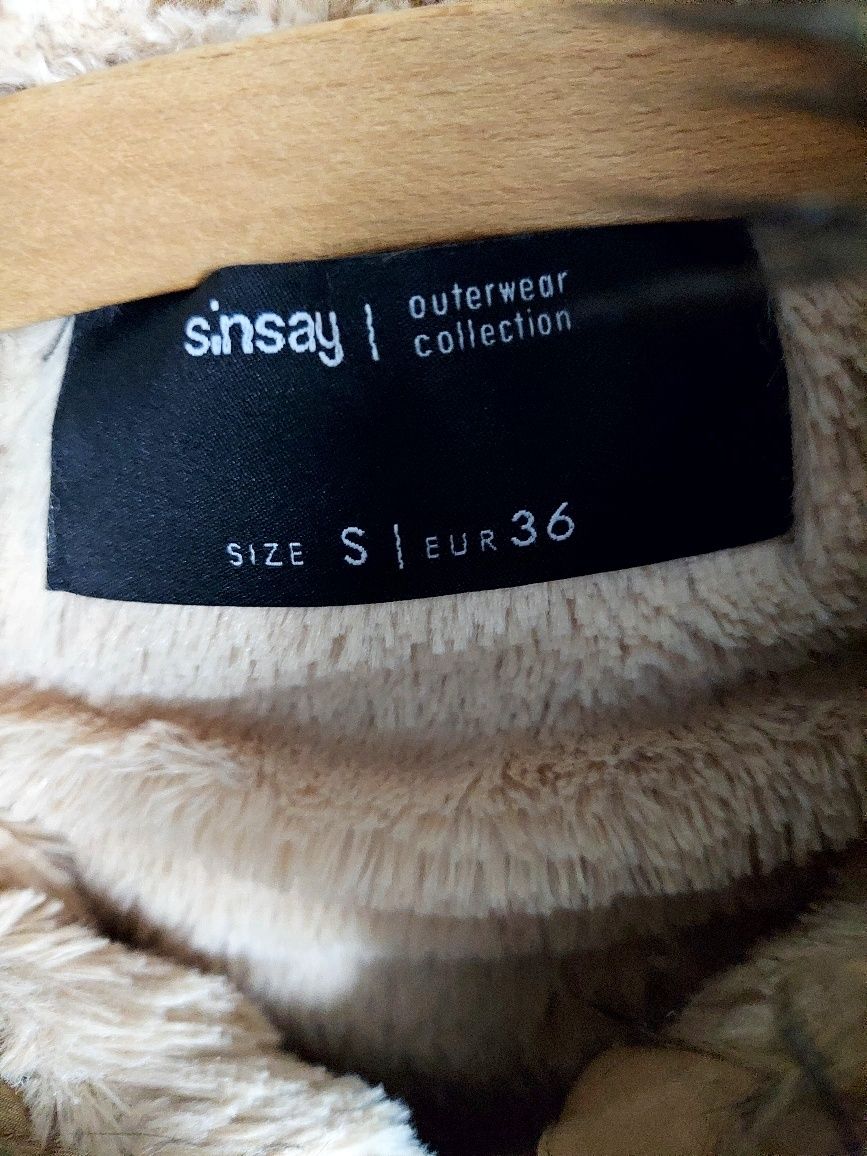 sinsay | outerwear
collection
SIZE S | EUR 36